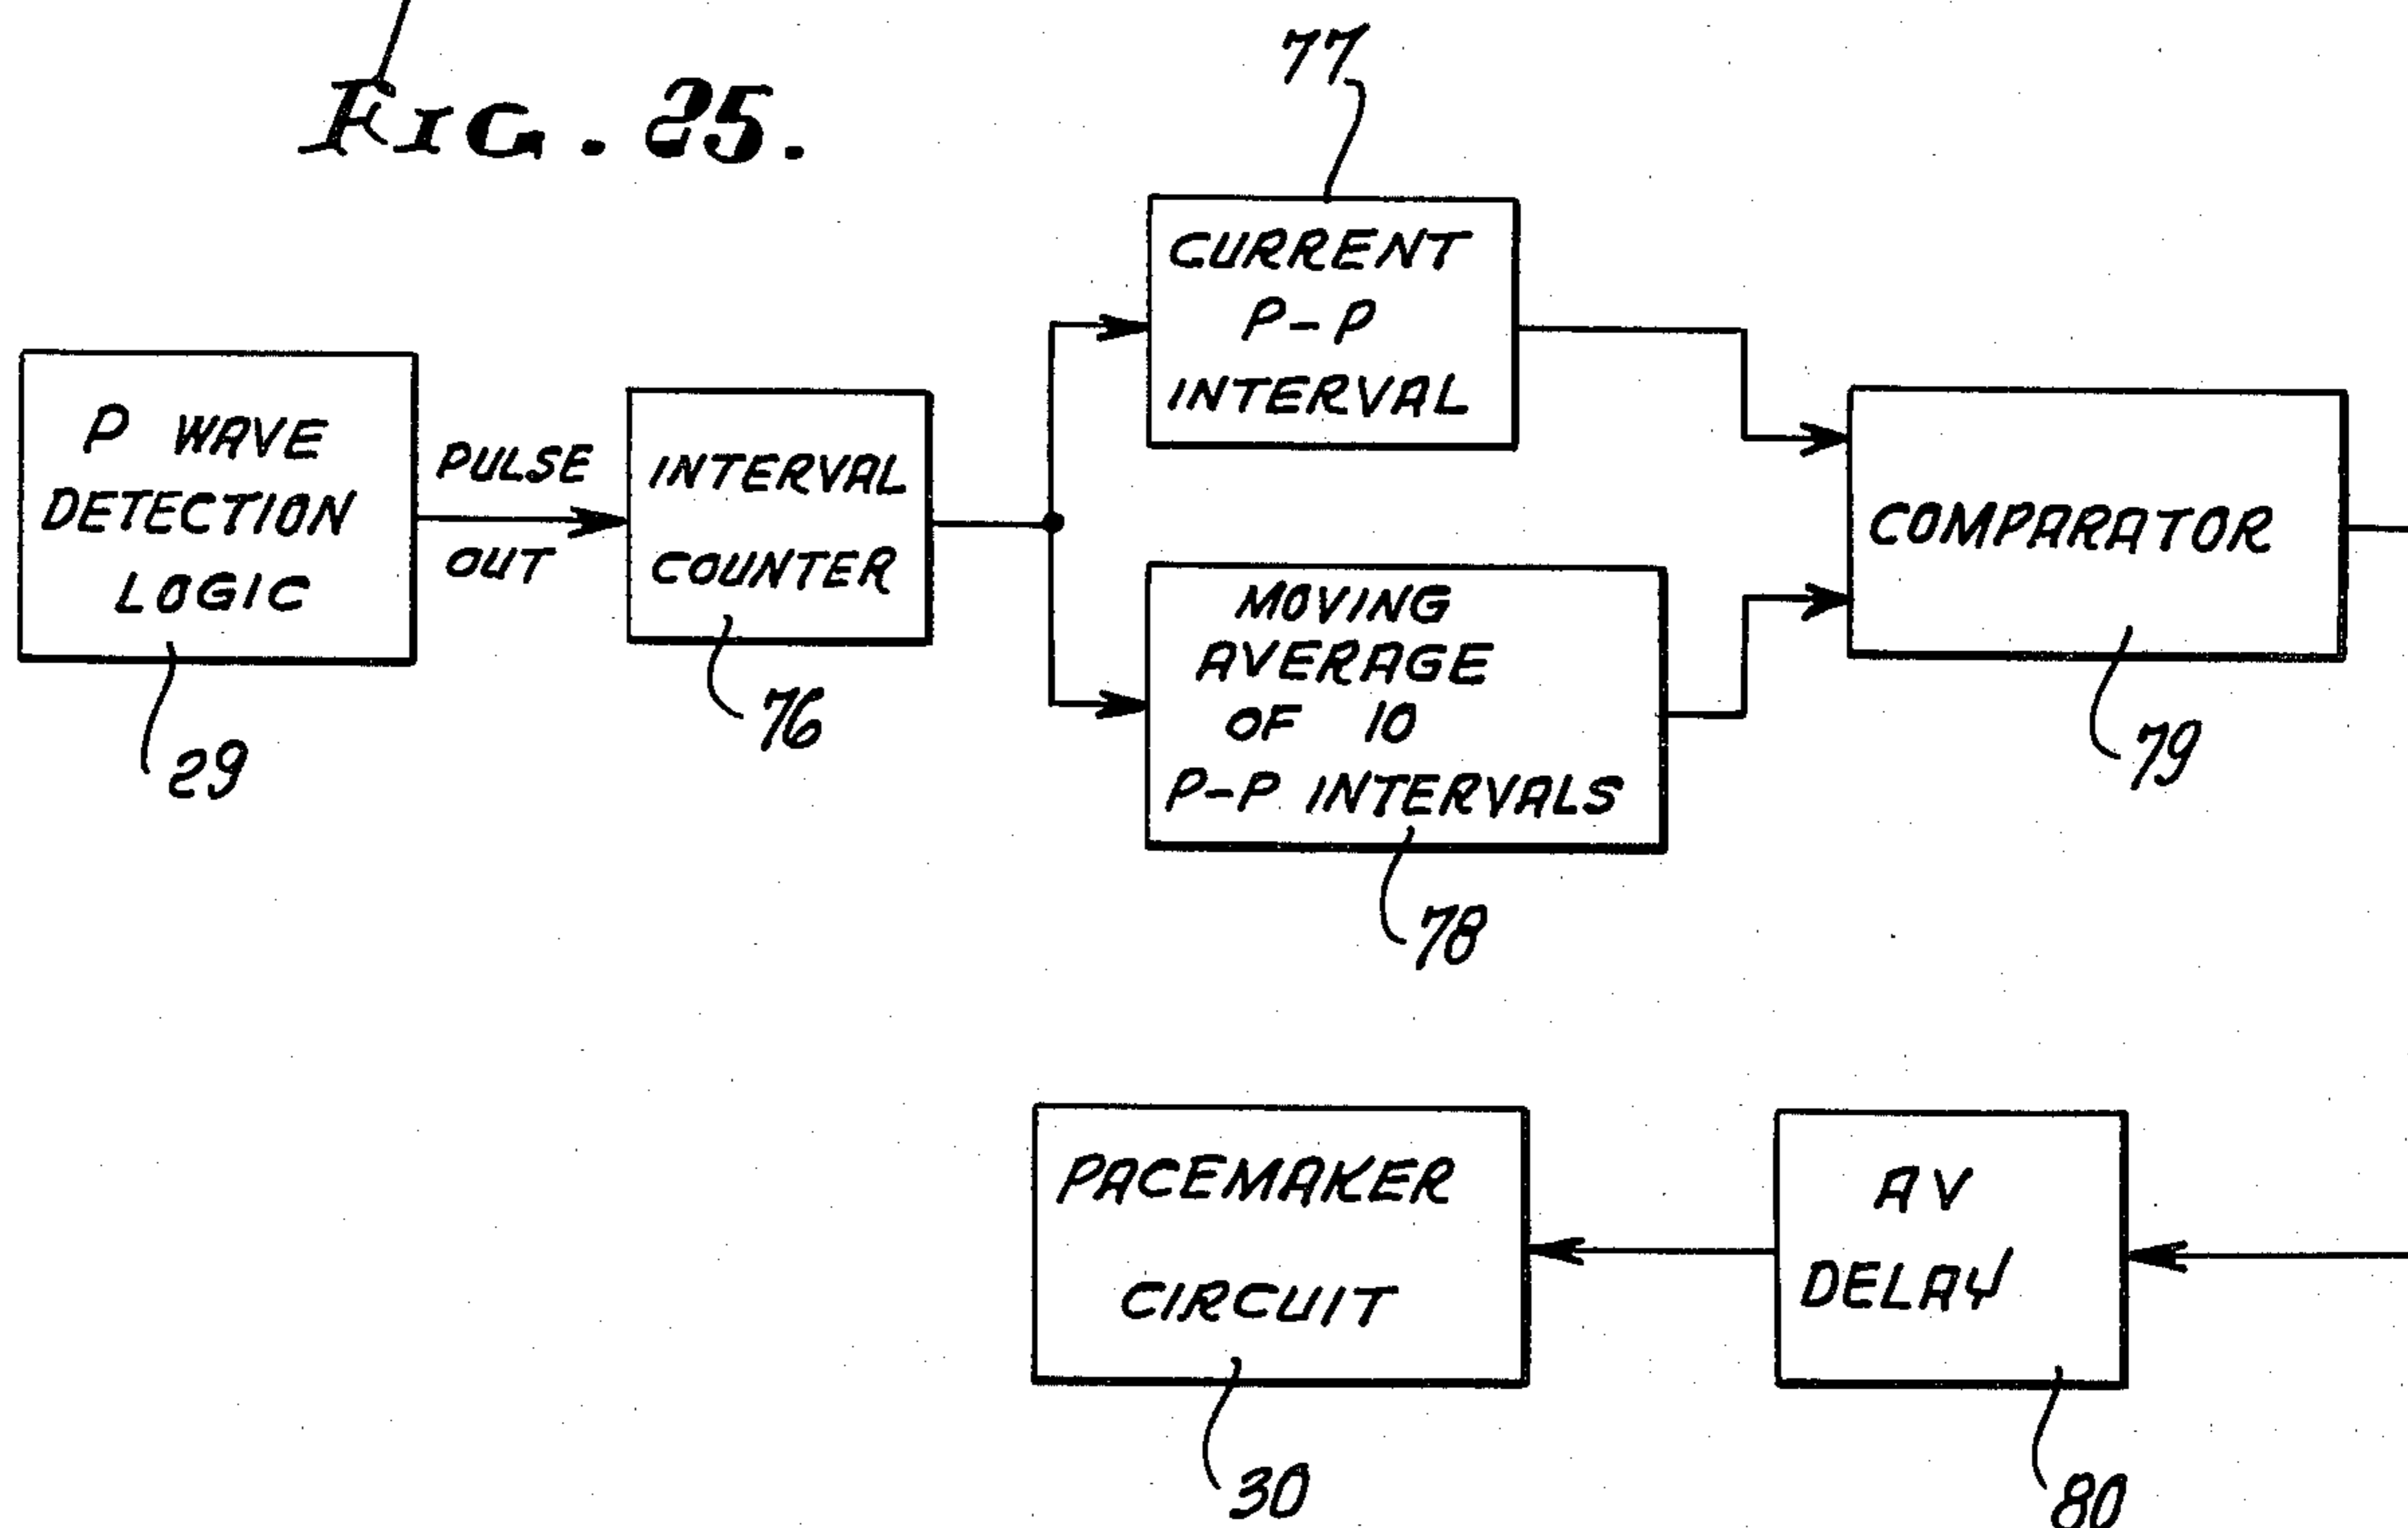 FIG. 25.
77
CURRENT
P-P
INTERVAL
P WAVE
DETECTION
LOGIC
29
PULSE
OUT
INTERVAL
COUNTER
76
MOVING
AVERAGE
OF 10
P-P INTERVALS
78
COMPARATOR
79
PACEMAKER
CIRCUIT
30
AV
DELAY
80